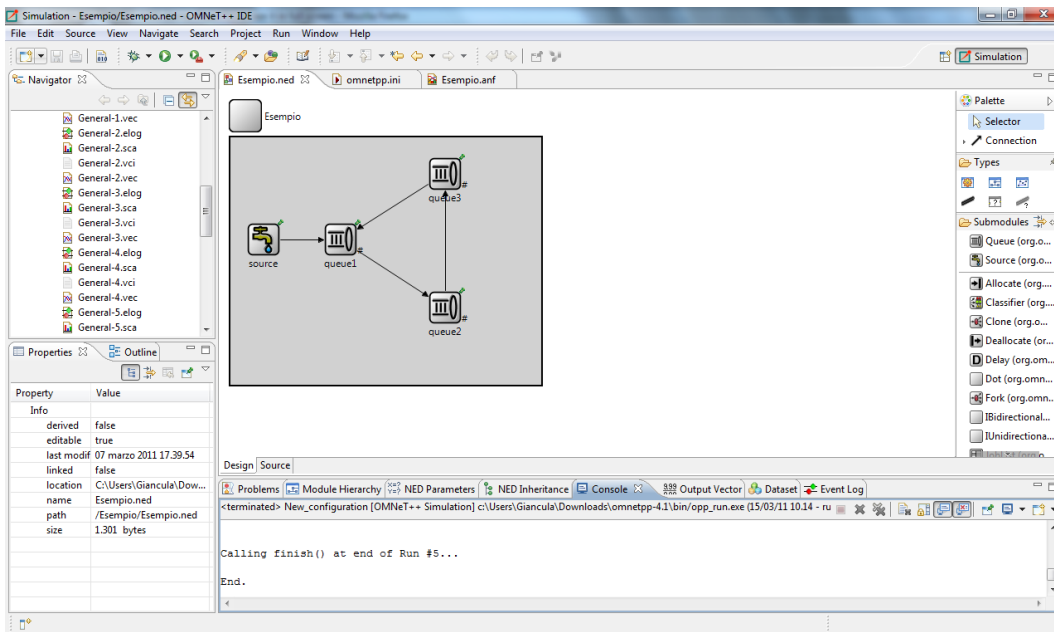 Simulation - Esempio/Esempio.ned - OMNeT++ IDE
File Edit Source View Navigate Search Project Run Window Help
Simulation
Navigator
General-1.vec
General-2.elog
General-2.sca
General-2.vci
General-2.vec
General-3.elog
General-3.sca
General-3.vci
General-3.vec
General-4.elog
General-4.sca
General-4.vci
General-4.vec
General-5.elog
General-5.sca
Properties Outline
Property Value
Info
derived false
editable true
last modif 07 marzo 2011 17.39.54
linked false
location C:\Users\Giancula\Dow...
name Esempio.ned
path /Esempio/Esempio.ned
size 1.301 bytes
Esempio.ned omnetpp.ini Esempio.anf
Esempio
queue3
#
source
queue1
#
queue2
#
Design Source
Palette
Selector
Connection
Types
Submodules
Queue (org.o...
Source (org.o...
Allocate (org....
Classifier (org....
Clone (org.o...
Deallocate (or...
Delay (org.om...
Dot (org.omn...
Fork (org.omn...
IBidirectional...
IUnidirectiona...
Problems Module Hierarchy NED Parameters NED Inheritance Console Output Vector Dataset Event Log
<terminated> New_configuration [OMNeT++ Simulation] c:\Users\Giancula\Downloads\omnetpp-4.1\bin/opp_run.exe (15/03/11 10.14 - ru
Calling finish() at end of Run #5...
End.